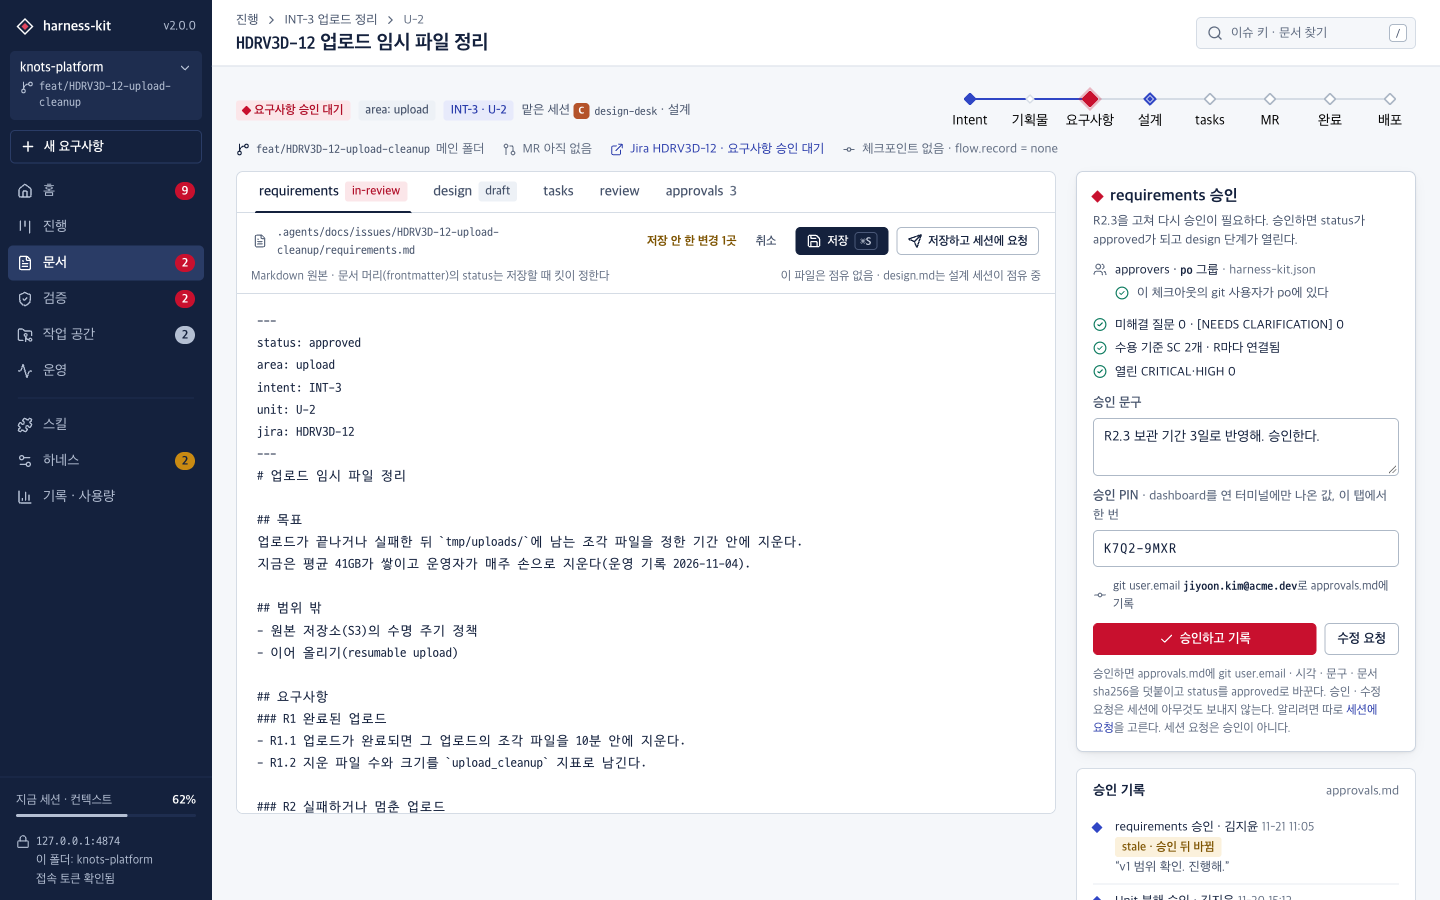 harness-kit v2.0.0
knots-platform
feat/HDRV3D-12-upload-
cleanup
새 요구사항
홈 9
진행
문서 2
검증 2
작업 공간 2
운영
스킬
하네스 2
기록 · 사용량
지금 세션 · 컨텍스트 62%
127.0.0.1:4874
이 폴더: knots-platform
접속 토큰 확인됨
진행 > INT-3 업로드 정리 > U-2
HDRV3D-12 업로드 임시 파일 정리
이슈 키 · 문서 찾기 /
요구사항 승인 대기 area: upload INT-3 · U-2 맡은 세션 C design-desk · 설계
Intent 기획물 요구사항 설계 tasks MR 완료 배포
feat/HDRV3D-12-upload-cleanup 메인 폴더 MR 아직 없음 Jira HDRV3D-12 · 요구사항 승인 대기 체크포인트 없음 · flow.record = none
requirements in-review design draft tasks review approvals 3
.agents/docs/issues/HDRV3D-12-upload-
cleanup/requirements.md
저장 안 한 변경 1곳 취소 저장 ⌘S 저장하고 세션에 요청
Markdown 원본 · 문서 머리(frontmatter)의 status는 저장할 때 킷이 정한다
이 파일은 점유 없음 · design.md는 설계 세션이 점유 중
---
status: approved
area: upload
intent: INT-3
unit: U-2
jira: HDRV3D-12
---
# 업로드 임시 파일 정리
## 목표
업로드가 끝나거나 실패한 뒤 `tmp/uploads/`에 남는 조각 파일을 정한 기간 안에 지운다.
지금은 평균 41GB가 쌓이고 운영자가 매주 손으로 지운다(운영 기록 2026-11-04).
## 범위 밖
- 원본 저장소(S3)의 수명 주기 정책
- 이어 올리기(resumable upload)
## 요구사항
### R1 완료된 업로드
- R1.1 업로드가 완료되면 그 업로드의 조각 파일을 10분 안에 지운다.
- R1.2 지운 파일 수와 크기를 `upload_cleanup` 지표로 남긴다.
### R2 실패하거나 멈춘 업로드
requirements 승인
R2.3을 고쳐 다시 승인이 필요하다. 승인하면 status가
approved가 되고 design 단계가 열린다.
approvers · po 그룹 · harness-kit.json
이 체크아웃의 git 사용자가 po에 있다
미해결 질문 0 · [NEEDS CLARIFICATION] 0
수용 기준 SC 2개 · R마다 연결됨
열린 CRITICAL·HIGH 0
승인 문구
R2.3 보관 기간 3일로 반영해. 승인한다.
승인 PIN · dashboard를 연 터미널에만 나온 값, 이 탭에서
한 번
K7Q2-9MXR
git user.email jiyoon.kim@acme.dev로 approvals.md에
기록
승인하고 기록 수정 요청
승인하면 approvals.md에 git user.email · 시각 · 문구 · 문서
sha256을 덧붙이고 status를 approved로 바꾼다. 승인 · 수정
요청은 세션에 아무것도 보내지 않는다. 알리려면 따로 세션에
요청을 고른다. 세션 요청은 승인이 아니다.
승인 기록 approvals.md
requirements 승인 · 김지윤 11-21 11:05
stale · 승인 뒤 바뀜
“v1 범위 확인. 진행해.”
Unit 분해 승인 · 김지윤 11-20 15:12